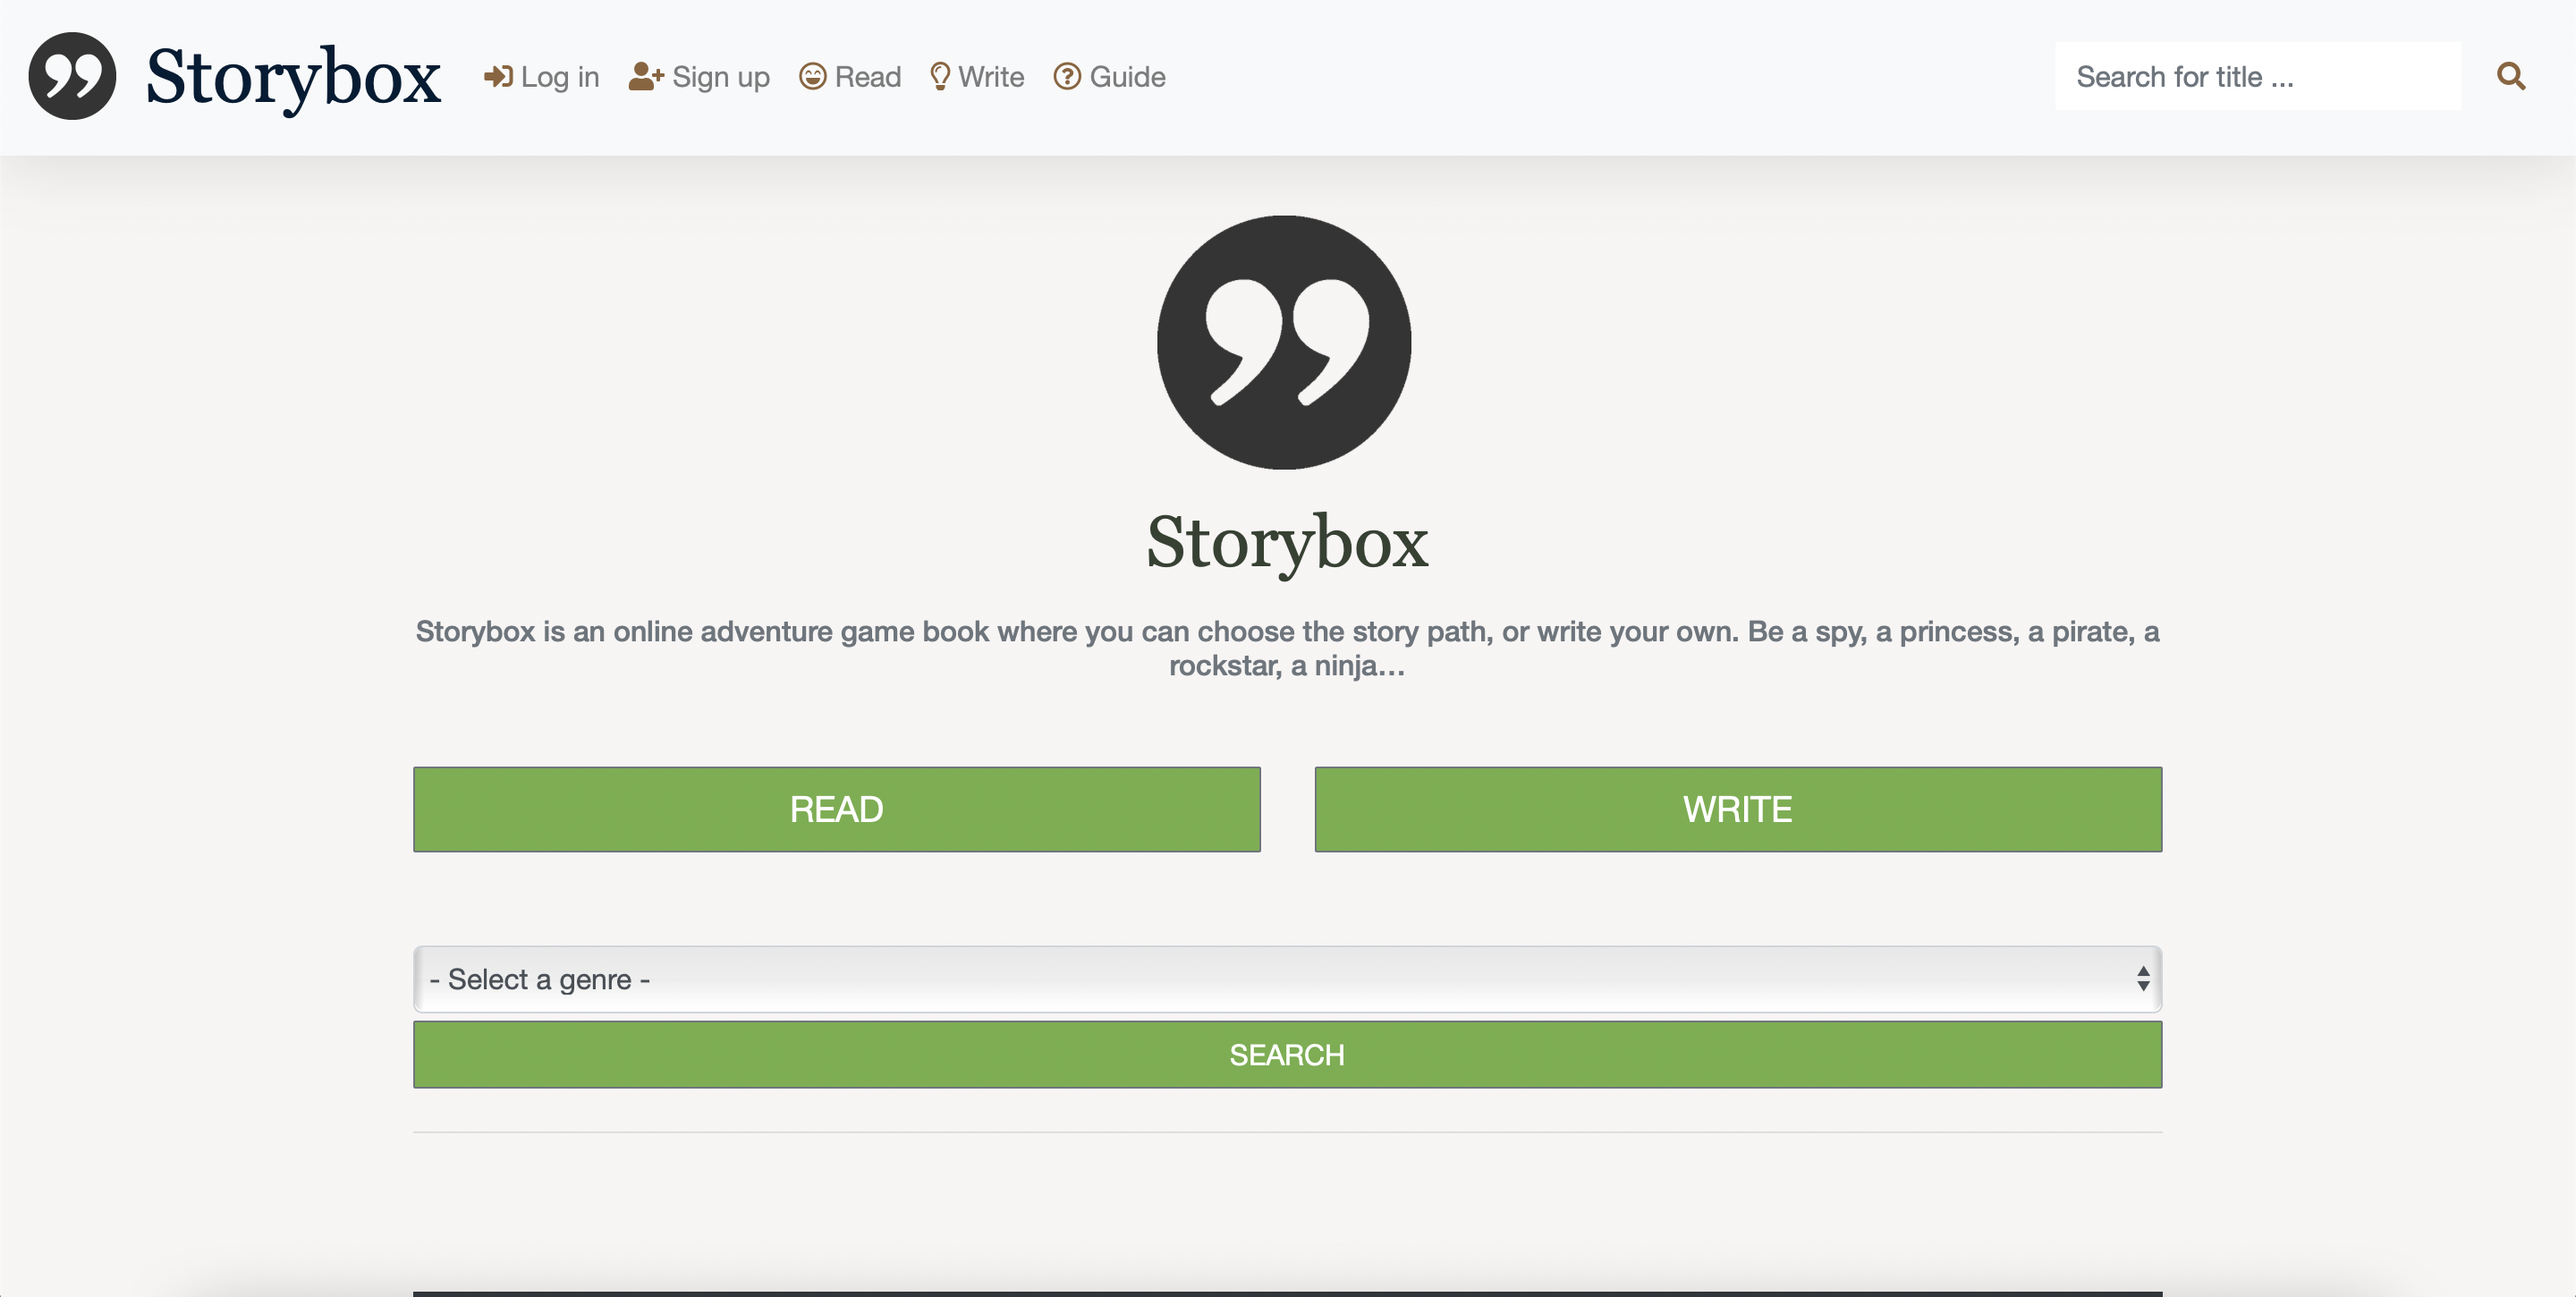 Storybox
Log in
Sign up
Read
Write
Guide
Search for title ...
Storybox
Storybox is an online adventure game book where you can choose the story path, or write your own. Be a spy, a princess, a pirate, a
rockstar, a ninja...
READ
WRITE
- Select a genre -
SEARCH